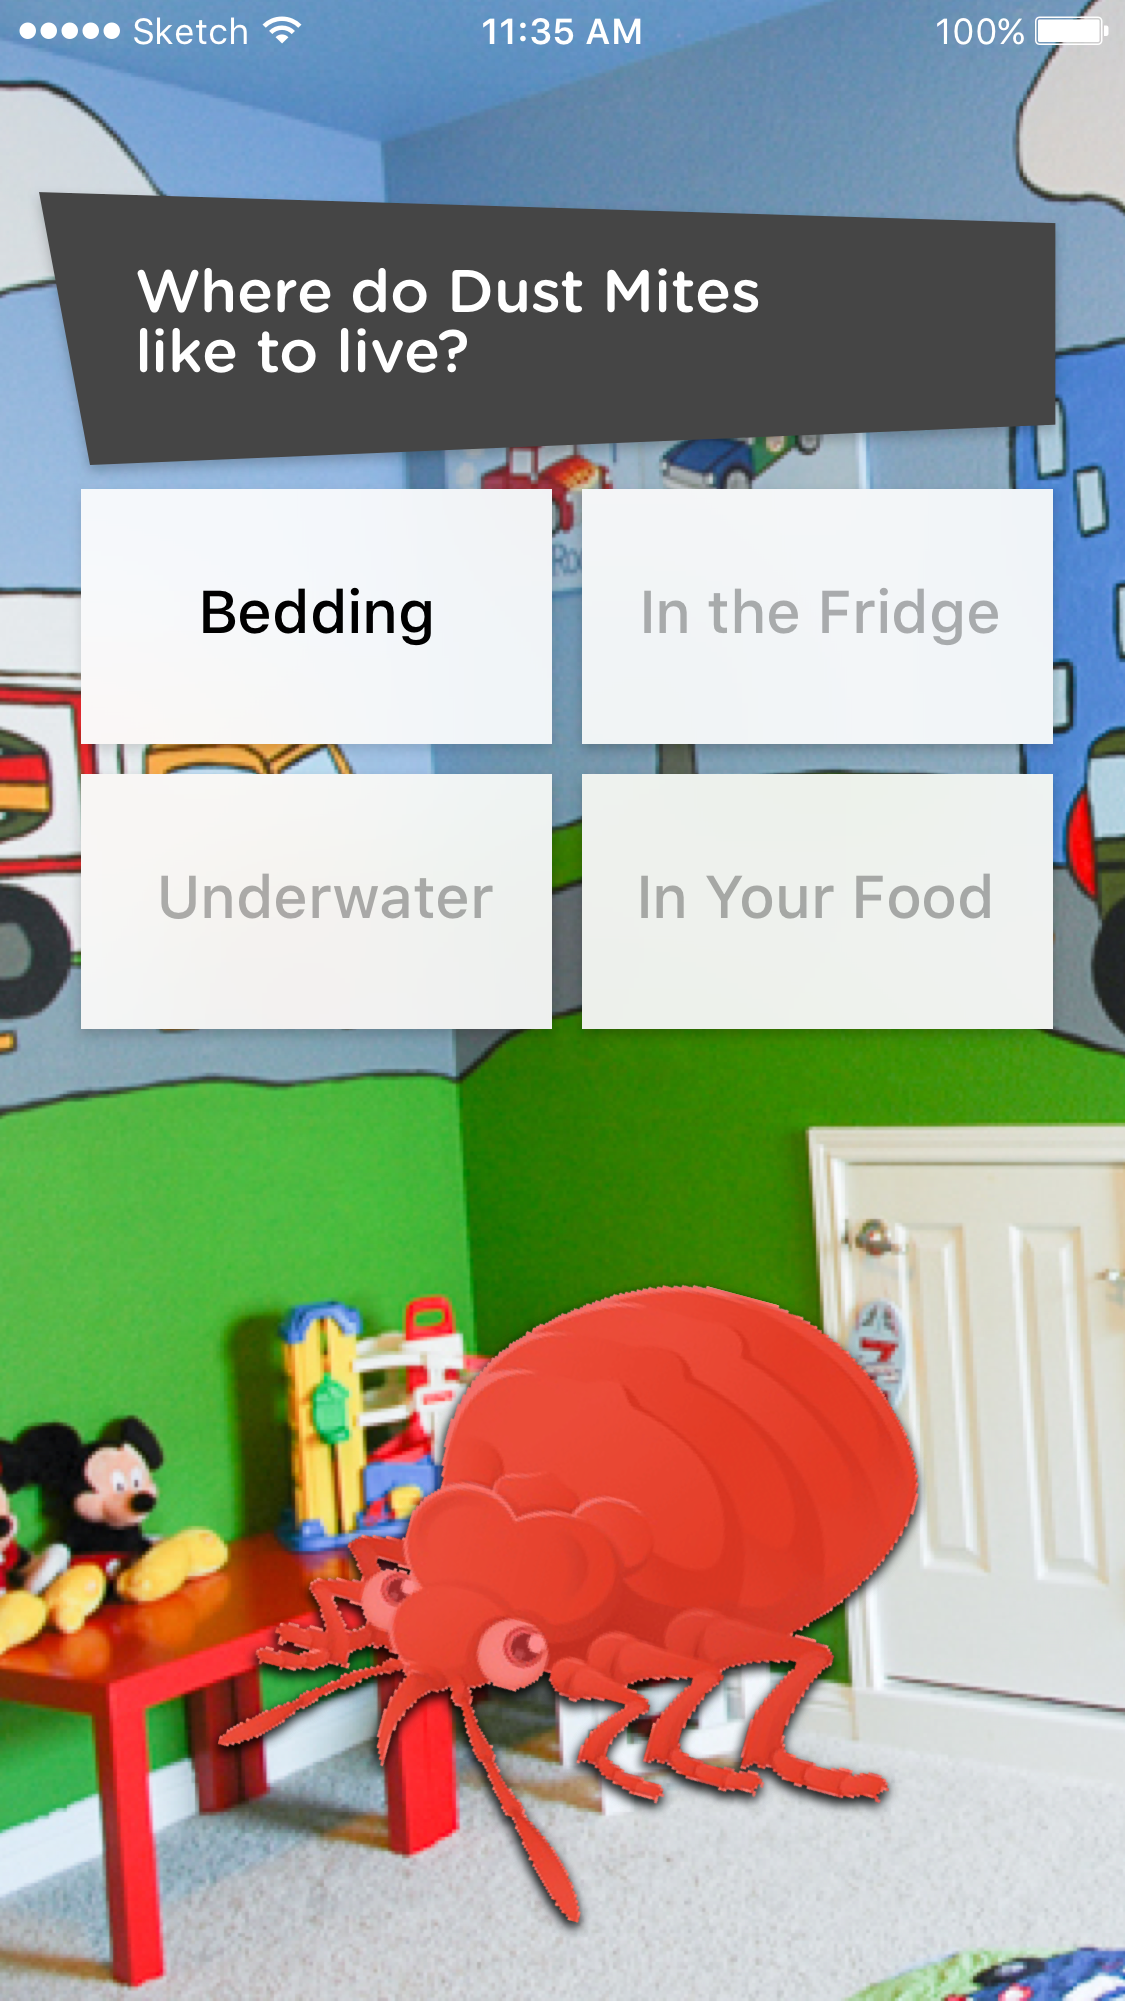 Sketch 11:35 AM 100%
Where do Dust Mites
like to live?
Bedding
In the Fridge
Underwater
In Your Food